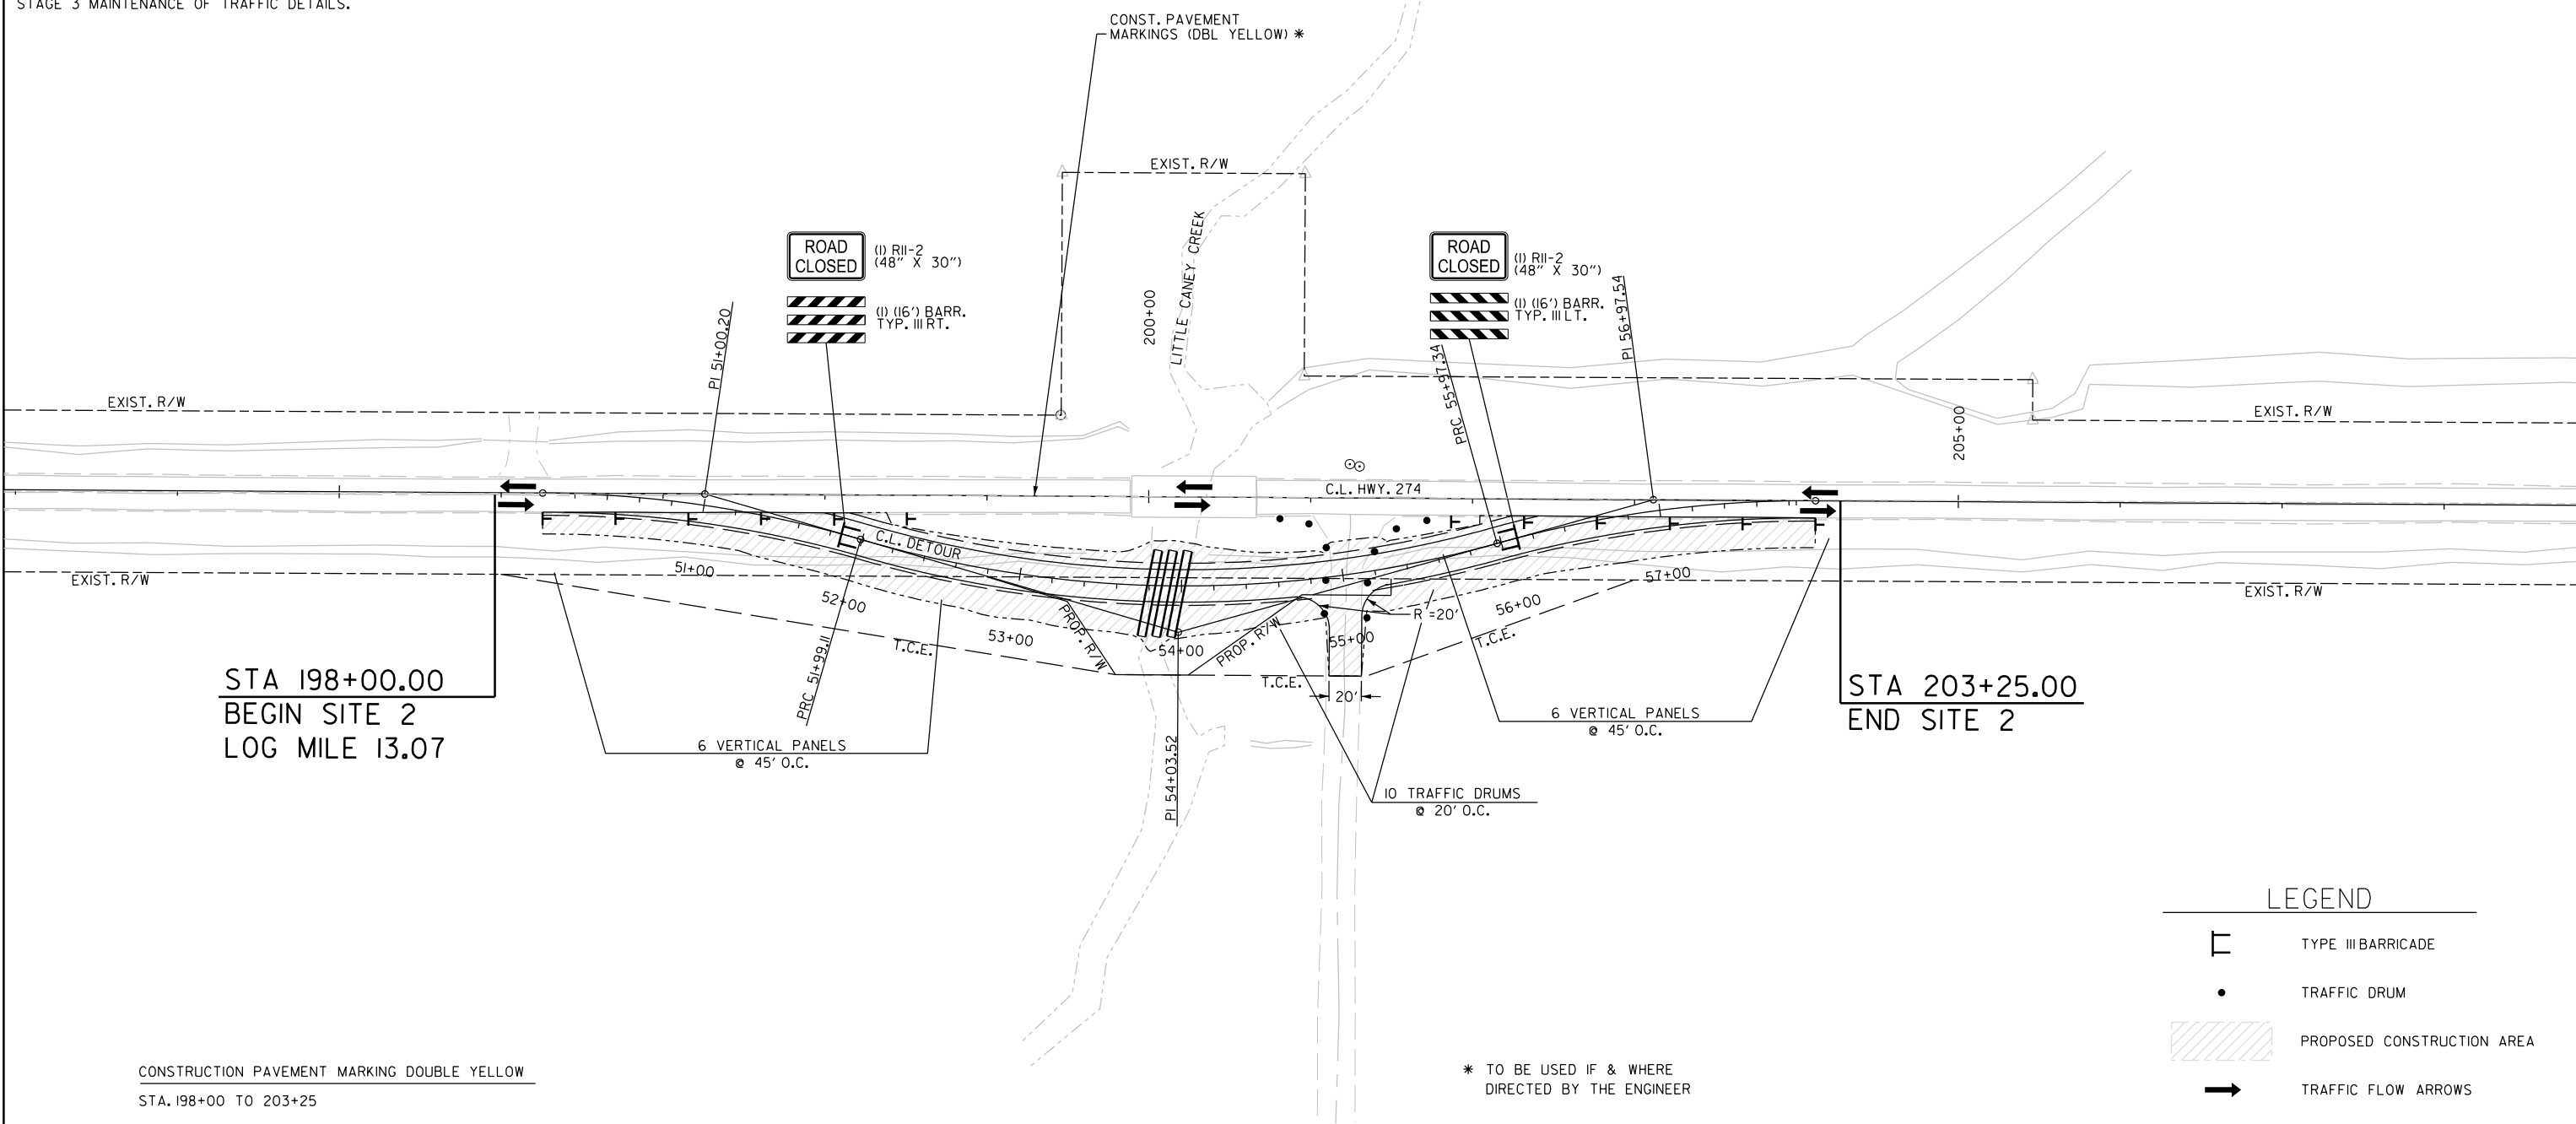 STAGE 3 MAINTENANCE OF TRAFFIC DETAILS.
CONST. PAVEMENT
MARKINGS (DBL YELLOW) *
EXIST. R/W
LITTLE CANEY CREEK
200+00
ROAD
CLOSED
(1) R11-2
(48" X 30")
(1) (16') BARR.
TYP. III RT.
ROAD
CLOSED
(1) R11-2
(48" X 30")
(1) (16') BARR.
TYP. III LT.
PI 51+00.20
PRC 55+97.34
PI 56+97.54
EXIST. R/W
205+00
EXIST. R/W
C.L. HWY. 274
C.L. DETOUR
EXIST. R/W
51+00
52+00
53+00
54+00
55+00
56+00
57+00
EXIST. R/W
R =20'
PROP. R/W
PROP. R/W
T.C.E.
T.C.E.
T.C.E.
20'
PRC 51+99.11
PI 54+03.52
STA 198+00.00
BEGIN SITE 2
LOG MILE 13.07
STA 203+25.00
END SITE 2
6 VERTICAL PANELS
@ 45' O.C.
6 VERTICAL PANELS
@ 45' O.C.
10 TRAFFIC DRUMS
@ 20' O.C.
LEGEND
TYPE III BARRICADE
TRAFFIC DRUM
PROPOSED CONSTRUCTION AREA
TRAFFIC FLOW ARROWS
CONSTRUCTION PAVEMENT MARKING DOUBLE YELLOW
STA. 198+00 TO 203+25
* TO BE USED IF & WHERE
DIRECTED BY THE ENGINEER